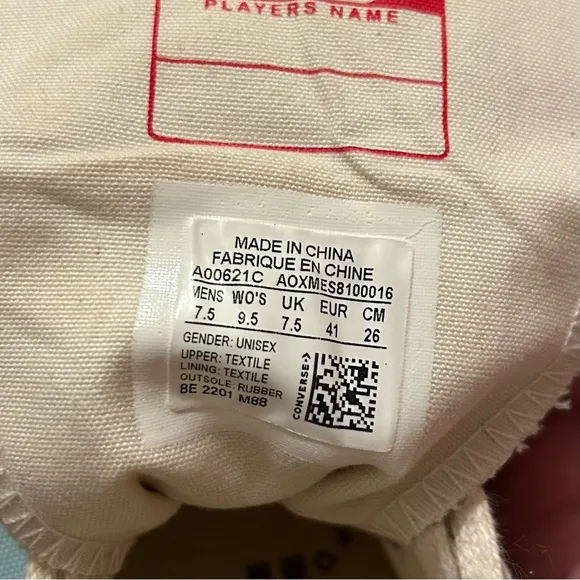 PLAYERS NAME
MADE IN CHINA
FABRIQUE EN CHINE
A00621C AOXMES8100016
MENS WO'S UK EUR CM
7.5 9.5 7.5 41 26
GENDER: UNISEX
UPPER: TEXTILE
LINING: TEXTILE
OUTSOLE: RUBBER
8E 2201 M88
CONVERSE